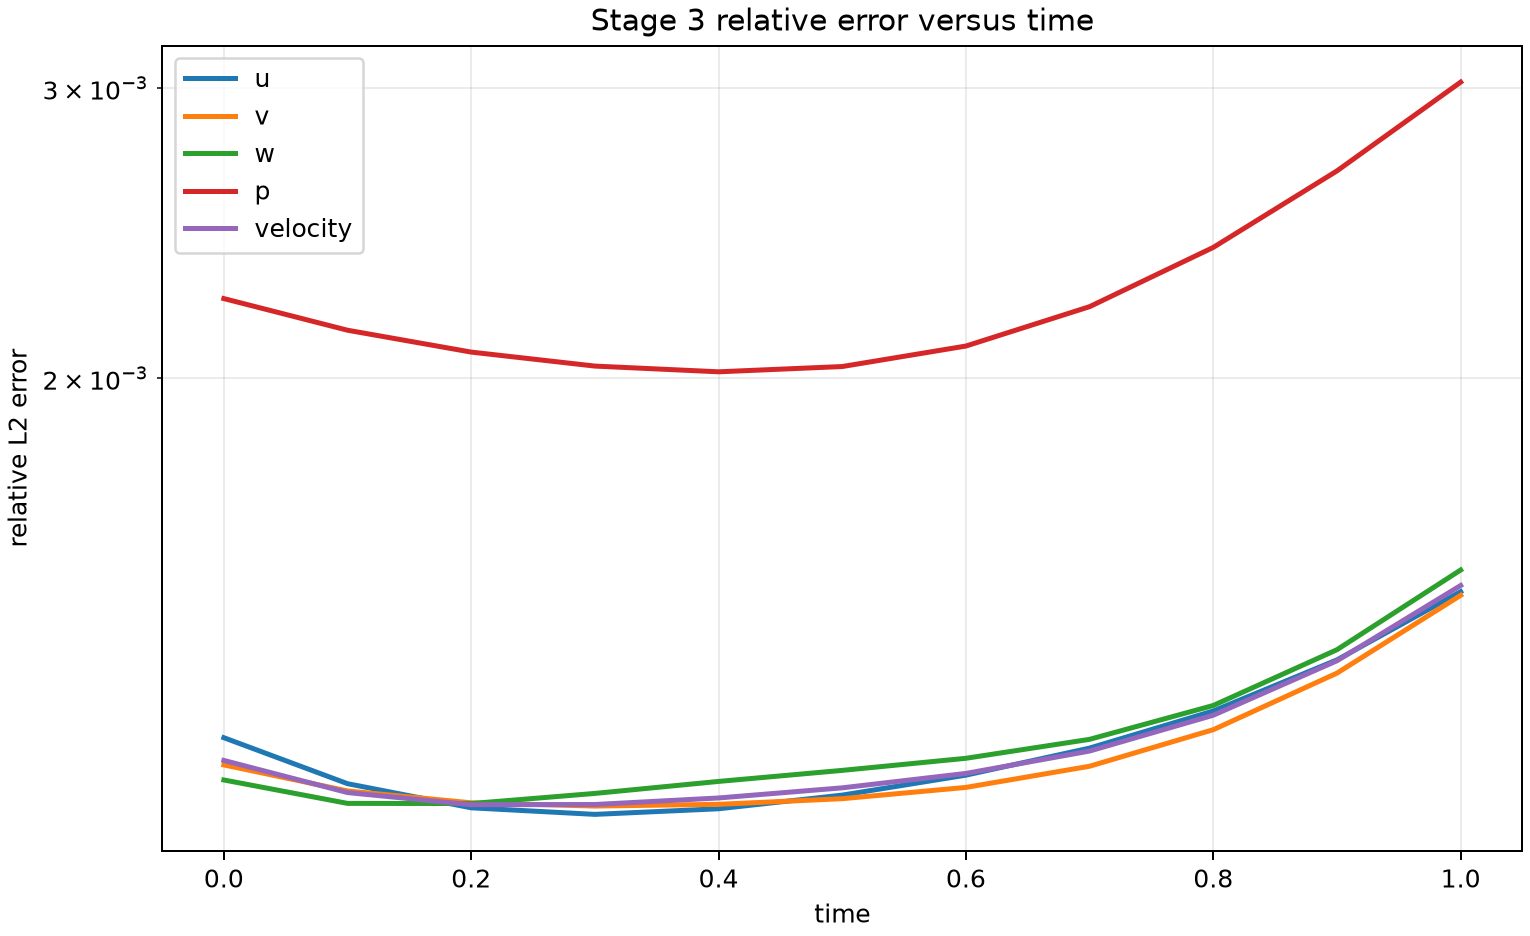 Stage 3 relative error versus time
u
v
w
p
velocity
3 × 10⁻³
2 × 10⁻³
relative L2 error
0.0 0.2 0.4 0.6 0.8 1.0
time